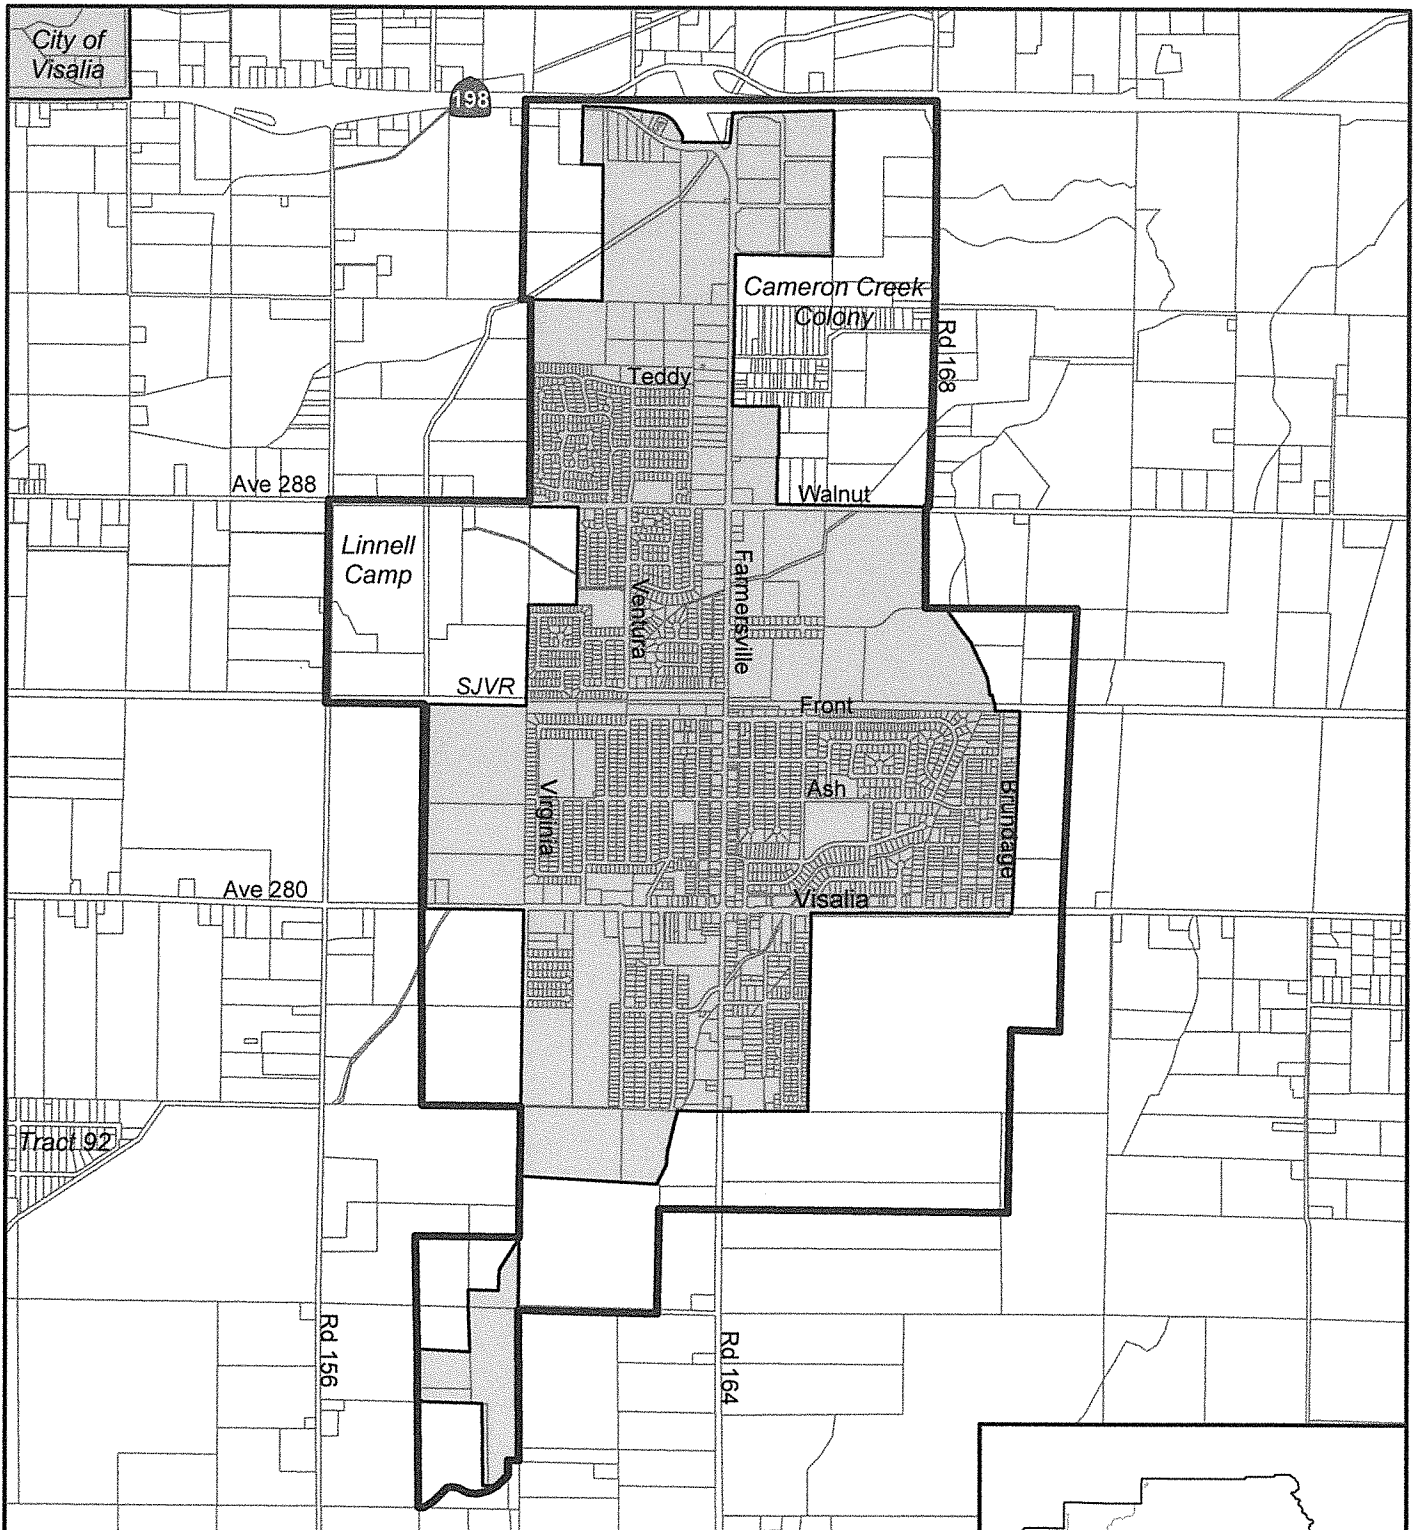 City of
Visalia
198
Cameron Creek
Colony
Rd 168
Teddy
Ave 288
Walnut
Linnell
Camp
Ventura
Farmersville
SJVR
Front
Virginia
Ash
Brundage
Ave 280
Visalia
Tract 92
Rd 156
Rd 164